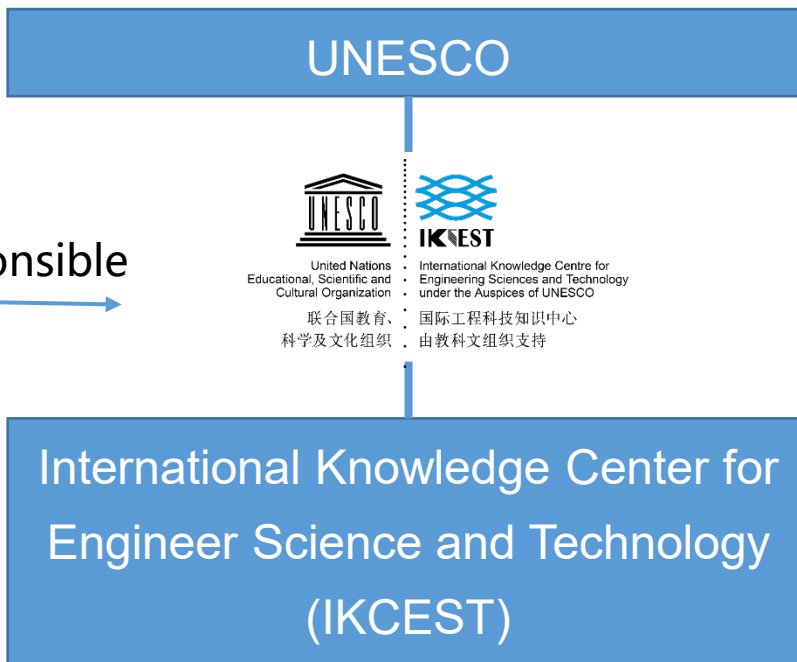 UNESCO
UNESCO
IKCEST
United Nations
Educational, Scientific and
Cultural Organization
联合国教育、
科学及文化组织
International Knowledge Centre for
Engineering Sciences and Technology
under the Auspices of UNESCO
国际工程科技知识中心
由教科文组织支持
onsible
International Knowledge Center for
Engineer Science and Technology
(IKCEST)